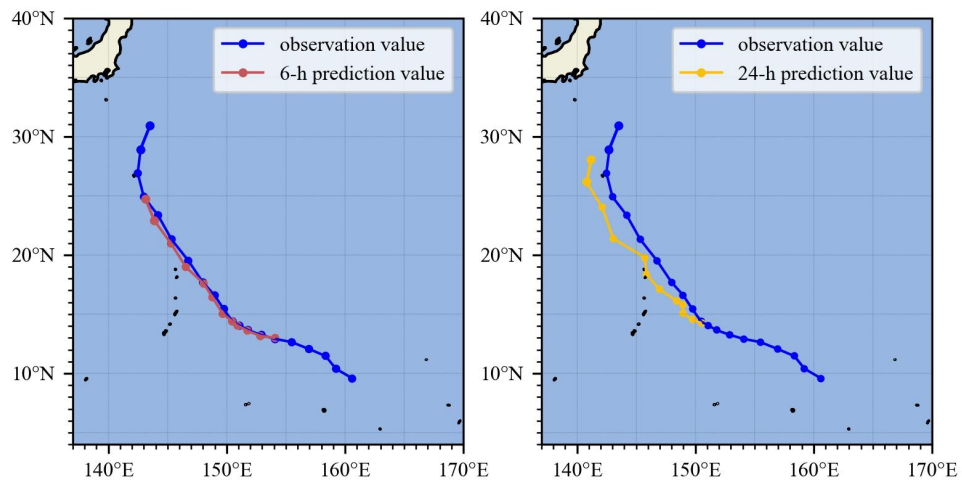 40°N
30°N
20°N
10°N
140°E
150°E
160°E
170°E
observation value
6-h prediction value
40°N
30°N
20°N
10°N
140°E
150°E
160°E
170°E
observation value
24-h prediction value